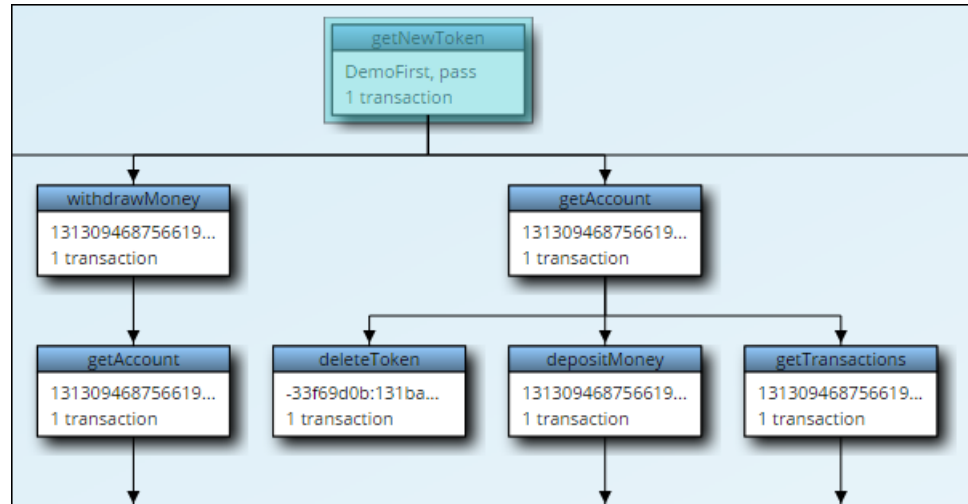 getNewToken
DemoFirst, pass
1 transaction
withdrawMoney
131309468756619...
1 transaction
getAccount
131309468756619...
1 transaction
getAccount
131309468756619...
1 transaction
deleteToken
-33f69d0b:131ba...
1 transaction
depositMoney
131309468756619...
1 transaction
getTransactions
131309468756619...
1 transaction